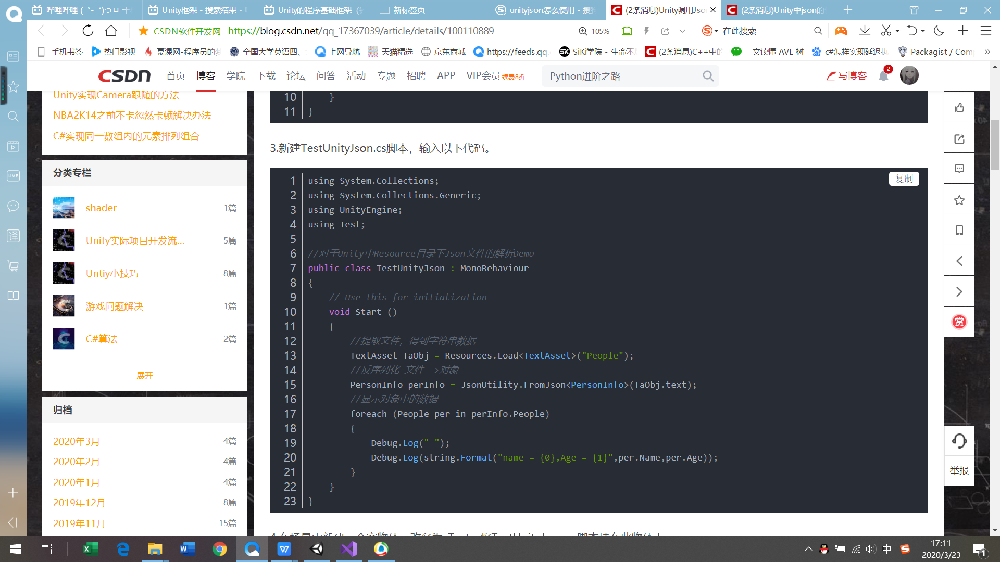 哔哩哔哩 ( ゜- ゜)つロ 干
Unity框架 - 搜索结果 -
Unity的程序基础框架（
新标签页
unityjson怎么使用 - 搜
(2条消息)Unity调用Jso
(2条消息)Unity中json的
CSDN软件开发网
https://blog.csdn.net/qq_17367039/article/details/100110889
105%
在此搜索
手机书签
热门影视
慕课网-程序员的梦
全国大学英语四、
上网导航
天猫精选
京东商城
https://feeds.qq.
SiKi学院 - 生命不
(2条消息)C++中的
一文读懂 AVL 树
c#怎样实现延迟执
Packagist / Com
CSDN
首页
博客
学院
下载
论坛
问答
活动
专题
招聘
APP
VIP会员
续费8折
Python进阶之路
写博客
2
Unity实现Camera跟随的方法
NBA2K14之前不卡忽然卡顿解决办法
C#实现同一数组内的元素排列组合
分类专栏
shader 1篇
Unity实际项目开发流... 5篇
Untiy小技巧 8篇
游戏问题解决 1篇
C#算法 2篇
展开
归档
2020年3月 4篇
2020年2月 4篇
2020年1月 4篇
2019年12月 8篇
2019年11月 15篇
10 }
11 }
3.新建TestUnityJson.cs脚本，输入以下代码。
复制
1 using System.Collections;
2 using System.Collections.Generic;
3 using UnityEngine;
4 using Test;
5
6 //对于Unity中Resource目录下Json文件的解析Demo
7 public class TestUnityJson : MonoBehaviour
8 {
9 // Use this for initialization
10 void Start ()
11 {
12 //提取文件，得到字符串数据
13 TextAsset TaObj = Resources.Load<TextAsset>("People");
14 //反序列化 文件-->对象
15 PersonInfo perInfo = JsonUtility.FromJson<PersonInfo>(TaObj.text);
16 //显示对象中的数据
17 foreach (People per in perInfo.People)
18 {
19 Debug.Log(" ");
20 Debug.Log(string.Format("name = {0},Age = {1}",per.Name,per.Age));
21 }
22 }
23 }
赏
举报
LIVE
译
中
17:11
2020/3/23
1